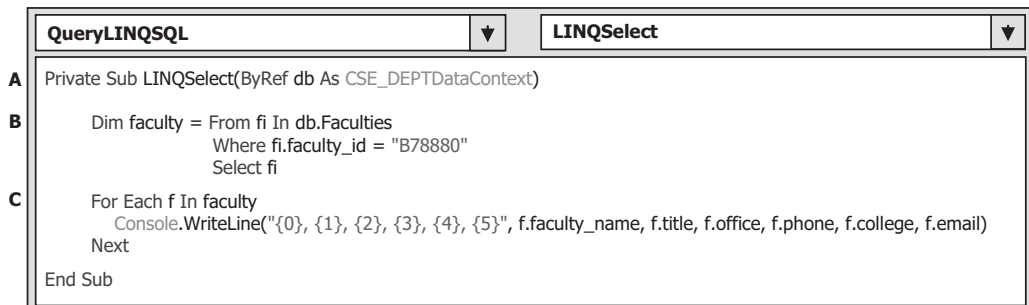 QueryLINQSQL LINQSelect
A Private Sub LINQSelect(ByRef db As CSE_DEPTDataContext)
B Dim faculty = From fi In db.Faculties
Where fi.faculty_id = "B78880"
Select fi
C For Each f In faculty
Console.WriteLine("{0}, {1}, {2}, {3}, {4}, {5}", f.faculty_name, f.title, f.office, f.phone, f.college, f.email)
Next
End Sub